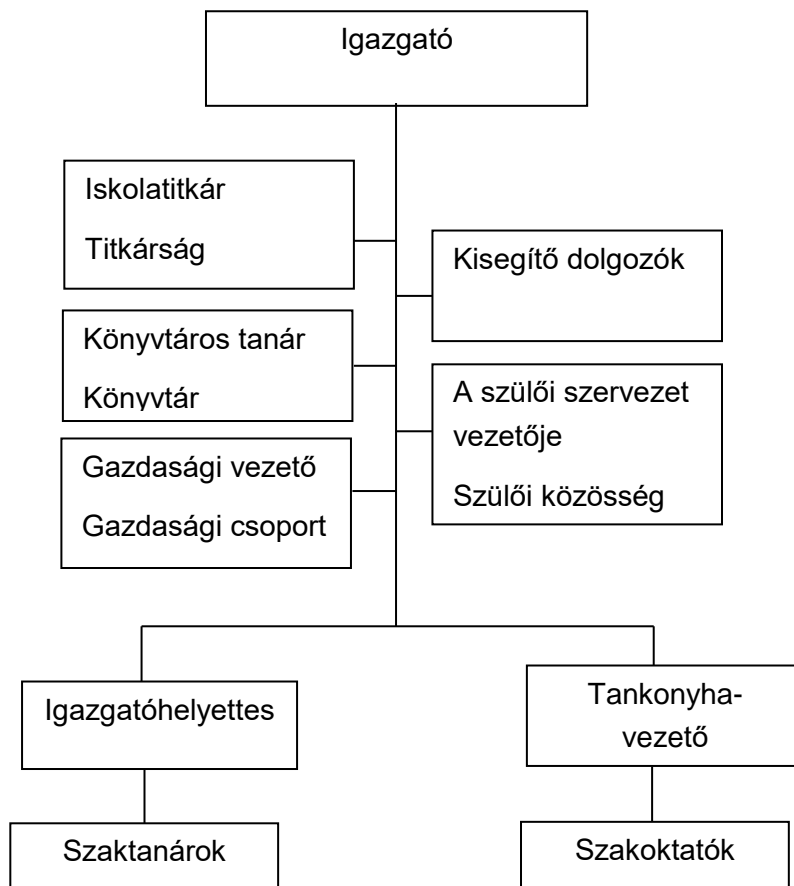 Igazgató
Iskolatitkár
Titkárság
Kisegítő dolgozók
Könyvtáros tanár
Könyvtár
A szülői szervezet
vezetője
Szülői közösség
Gazdasági vezető
Gazdasági csoport
Igazgatóhelyettes
Tankonyha-
vezető
Szaktanárok
Szakoktatók